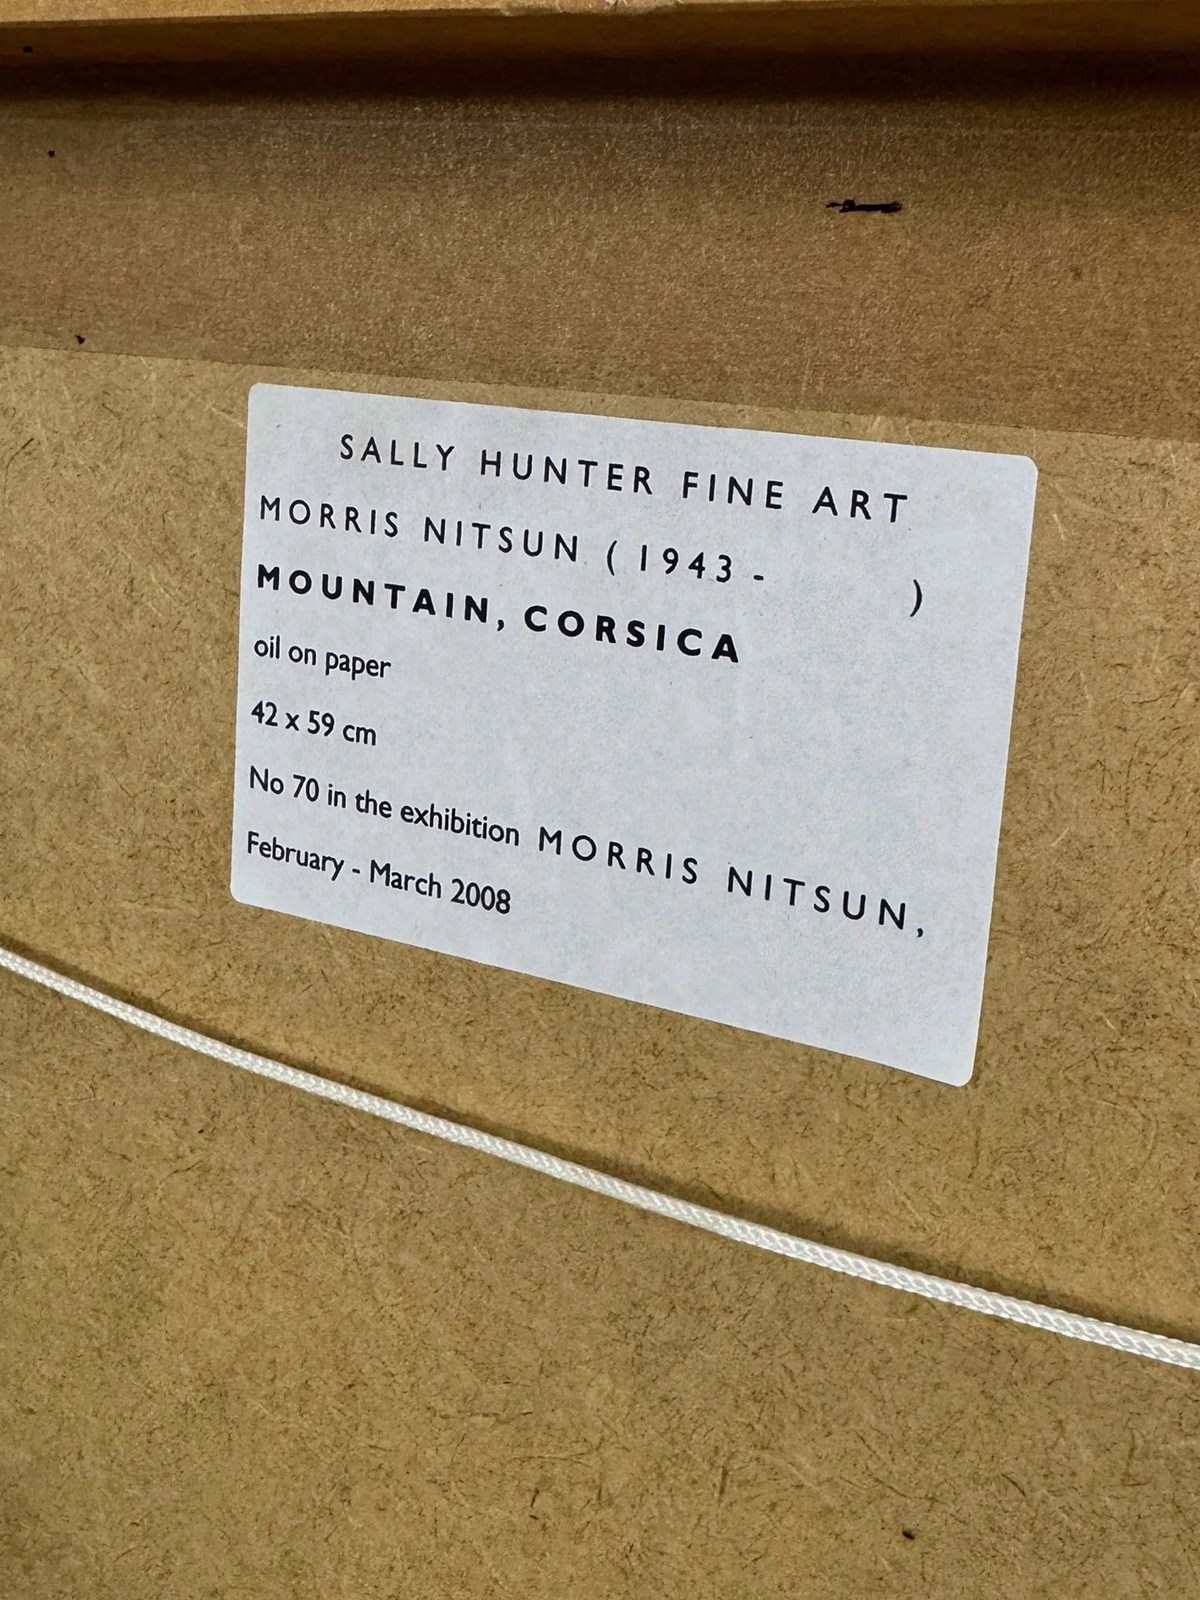 SALLY HUNTER FINE ART
MORRIS NITSUN ( 1943 - )
MOUNTAIN, CORSICA
oil on paper
42 x 59 cm
No 70 in the exhibition MORRIS NITSUN,
February - March 2008